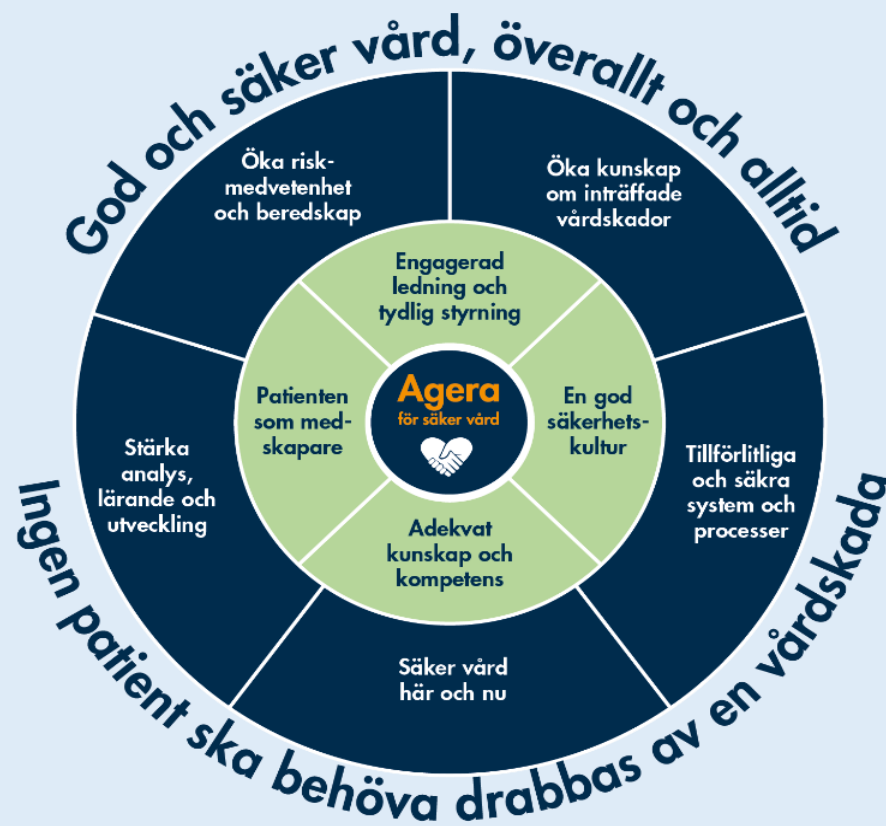 God och säker vård, överallt och alltid
Öka risk-
medvetenhet
och beredskap
Öka kunskap
om inträffade
vårdskador
Engagerad
ledning och
tydlig styrning
Patienten
som med-
skapare
Agera
för säker vård
En god
säkerhets-
kultur
Stärka
analys,
lärande och
utveckling
Tillförlitliga
och säkra
system och
processer
Adekvat
kunskap och
kompetens
Säker vård
här och nu
Ingen patient ska behöva drabbas av en vårdskada